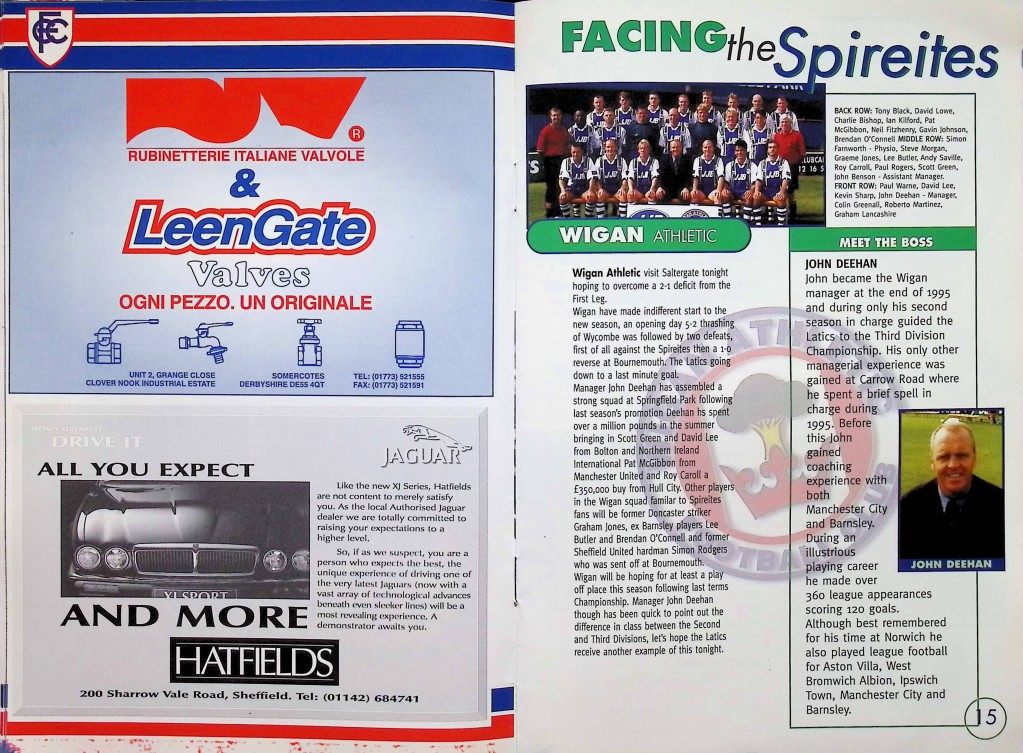 RUBINETTERIE ITALIANE VALVOLE
&
LeenGate
Valves
OGNI PEZZO. UN ORIGINALE
UNIT 2, GRANGE CLOSE
CLOVER NOOK INDUSTRIAL ESTATE
SOMERCOTES
DERBYSHIRE DE55 4QT
TEL: (01773) 521555
FAX: (01773) 521591
DRIVE IT
JAGUAR
ALL YOU EXPECT
Like the new XJ Series, Hatfields
are not content to merely satisfy
you. As the local Authorised Jaguar
dealer we are totally committed to
raising your expectations to a
higher level.
So, if as we suspect, you are a
person who expects the best, the
unique experience of driving one of
the very latest Jaguars (now with a
vast array of technological advances
beneath even sleeker lines) will be a
most revealing experience. A
demonstrator awaits you.
XJ SPORT
AND MORE
HATFIELDS
200 Sharrow Vale Road, Sheffield. Tel: (01142) 684741
FACING the Spireites
BACK ROW: Tony Black, David Lowe,
Charlie Bishop, Ian Kilford, Pat
McGibbon, Neil Fitzhenry, Gavin Johnson,
Brendan O'Connell MIDDLE ROW: Simon
Farnworth - Physio, Steve Morgan,
Graeme Jones, Lee Butler, Andy Saville,
Roy Carroll, Paul Rogers, Scott Green,
John Benson - Assistant Manager.
FRONT ROW: Paul Warne, David Lee,
Kevin Sharp, John Deehan - Manager,
Colin Greenall, Roberto Martinez,
Graham Lancashire
WIGAN ATHLETIC
Wigan Athletic visit Saltergate tonight
hoping to overcome a 2-1 deficit from the
First Leg.
Wigan have made indifferent start to the
new season, an opening day 5-2 thrashing
of Wycombe was followed by two defeats,
first of all against the Spireites then a 1-0
reverse at Bournemouth. The Latics going
down to a last minute goal.
Manager John Deehan has assembled a
strong squad at Springfield Park following
last season's promotion Deehan hs spent
over a million pounds in the summer
bringing in Scott Green and David Lee
from Bolton and Northern Ireland
International Pat McGibbon from
Manchester United and Roy Caroll a
£350,000 buy from Hull City. Other players
in the Wigan squad familar to Spireites
fans will be former Doncaster striker
Graham Jones, ex Barnsley players Lee
Butler and Brendan O'Connell and former
Sheffield United hardman Simon Rodgers
who was sent off at Bournemouth.
Wigan will be hoping for at least a play
off place this season following last terms
Championship. Manager John Deehan
though has been quick to point out the
difference in class between the Second
and Third Divisions, let's hope the Latics
receive another example of this tonight.
MEET THE BOSS
JOHN DEEHAN
John became the Wigan
manager at the end of 1995
and during only his second
season in charge guided the
Latics to the Third Division
Championship. His only other
managerial experience was
gained at Carrow Road where
he spent a brief spell in
charge during
1995. Before
this John
gained
coaching
experience with
both
Manchester City
and Barnsley.
During an
illustrious
playing career
he made over
360 league appearances
scoring 120 goals.
Although best remembered
for his time at Norwich he
also played league football
for Aston Villa, West
Bromwich Albion, Ipswich
Town, Manchester City and
Barnsley.
JOHN DEEHAN
15